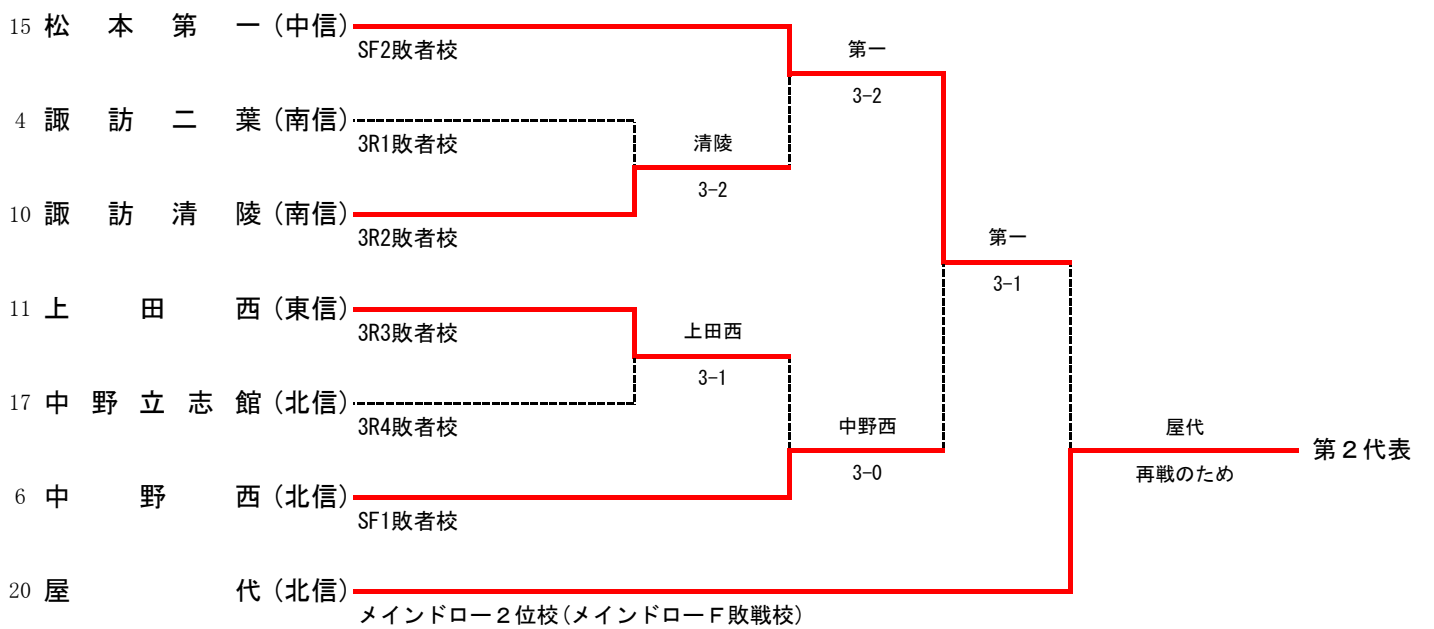 15 松本第一(中信)
SF2敗者校
第一
3-2
4 諏訪二葉(南信)
3R1敗者校
清陵
3-2
10 諏訪清陵(南信)
3R2敗者校
第一
3-1
11 上田西(東信)
3R3敗者校
上田西
3-1
17 中野立志館(北信)
3R4敗者校
中野西
3-0
屋代
再戦のため
第２代表
6 中野西(北信)
SF1敗者校
20 屋代(北信)
メインドロー２位校(メインドローＦ敗戦校)